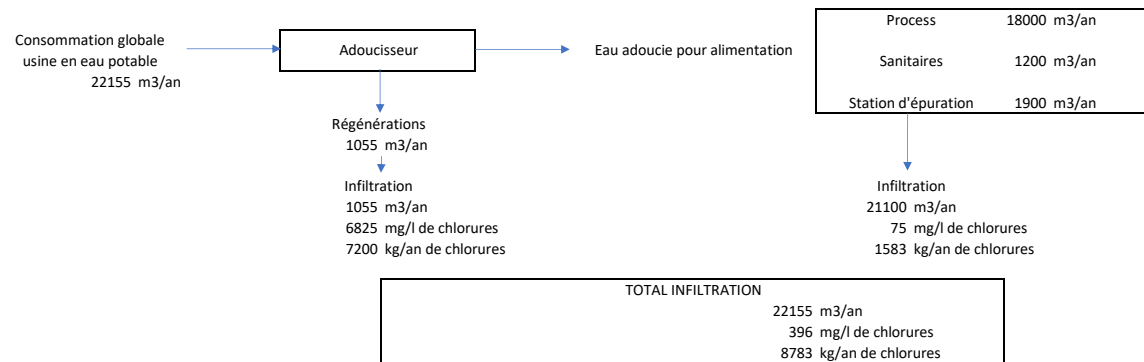 Consommation globale
usine en eau potable
22155 m3/an
Adoucisseur
Eau adoucie pour alimentation
Process 18000 m3/an
Sanitaires 1200 m3/an
Station d'épuration 1900 m3/an
Régénérations
1055 m3/an
Infiltration
1055 m3/an
6825 mg/l de chlorures
7200 kg/an de chlorures
Infiltration
21100 m3/an
75 mg/l de chlorures
1583 kg/an de chlorures
TOTAL INFILTRATION
22155 m3/an
396 mg/l de chlorures
8783 kg/an de chlorures